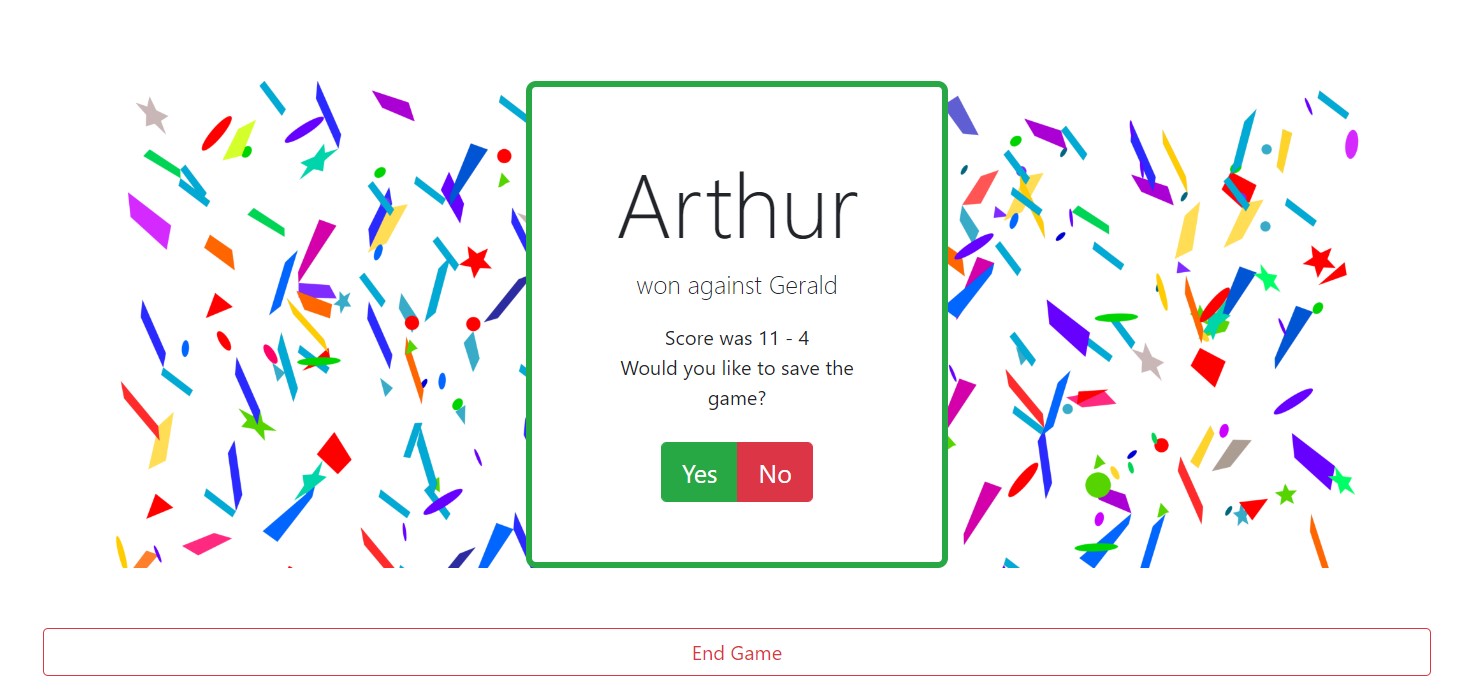 Arthur
won against Gerald
Score was 11 - 4
Would you like to save the
game?
Yes No
End Game